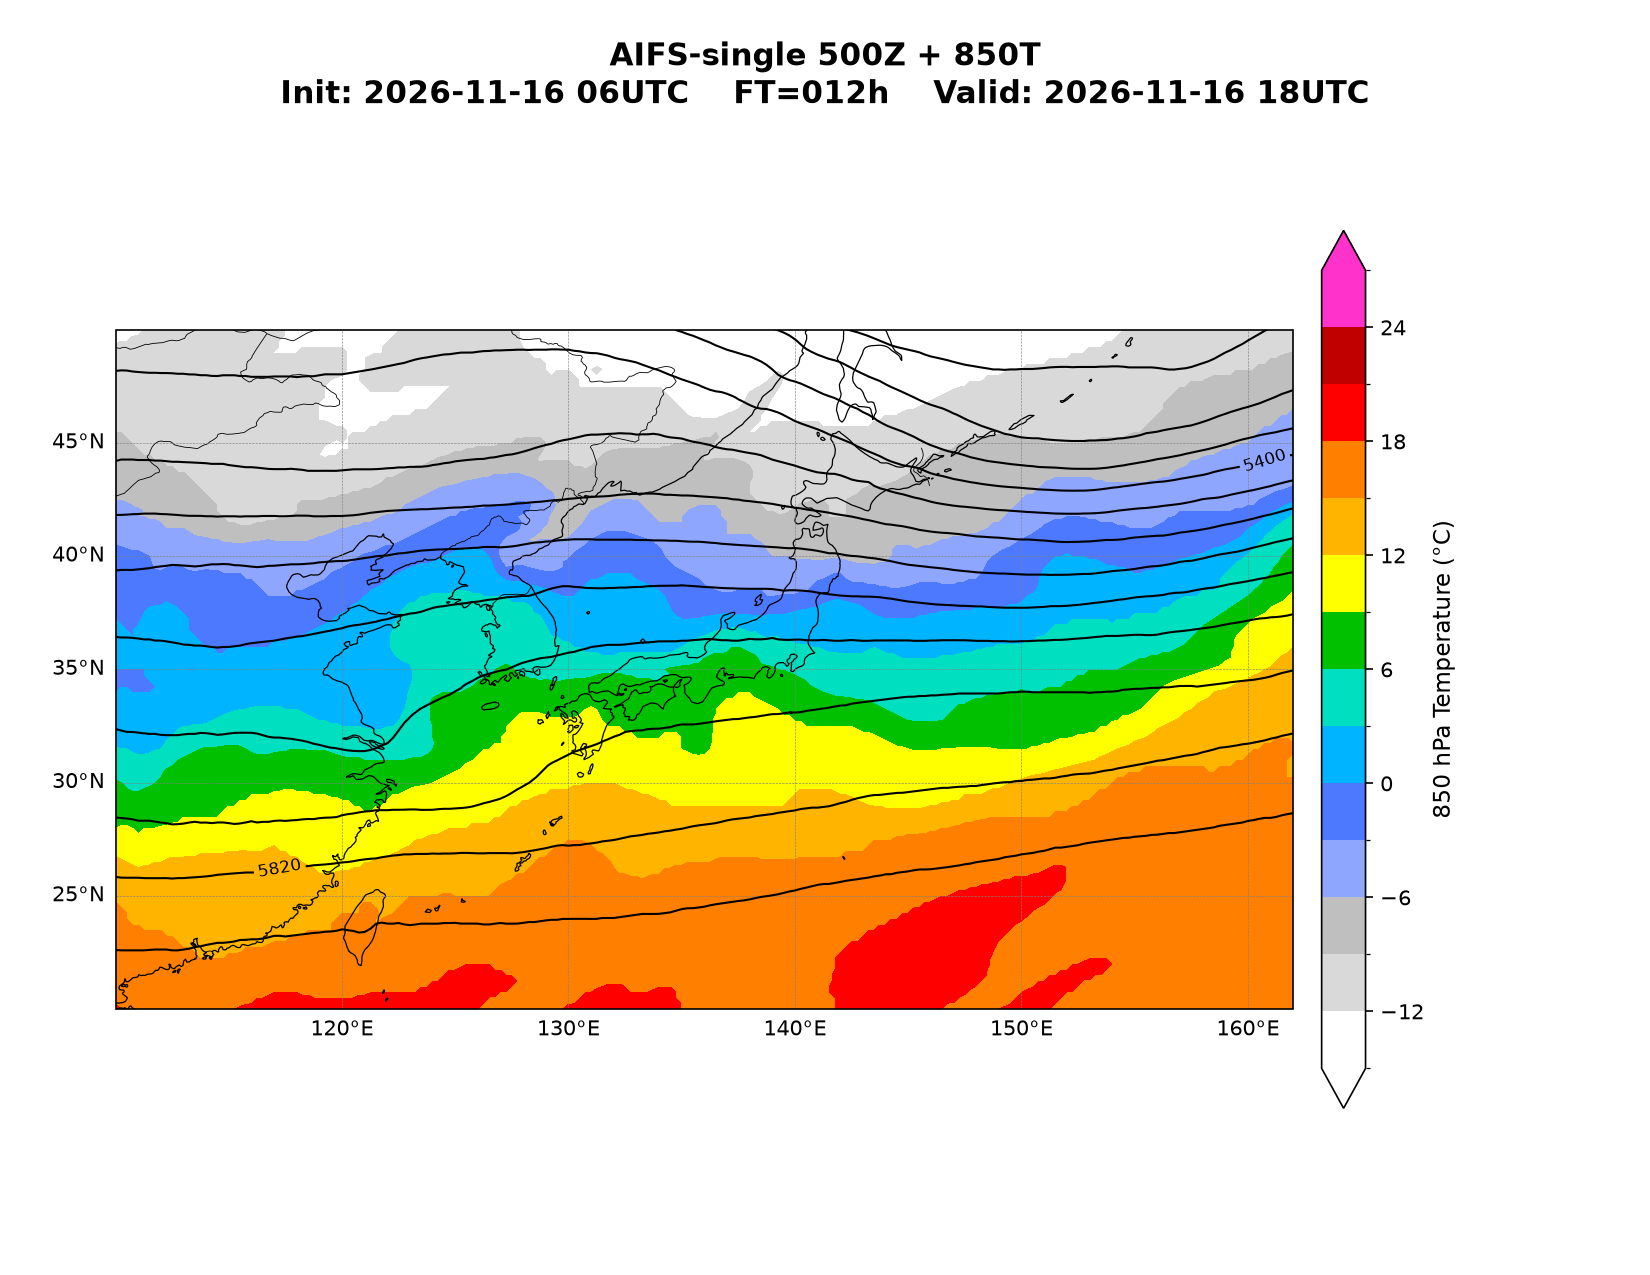 AIFS-single 500Z + 850T
Init: 2026-11-16 06UTC    FT=012h    Valid: 2026-11-16 18UTC
24
18
12
6
0
−6
−12
850 hPa Temperature (°C)
45°N
40°N
35°N
30°N
25°N
5400
5820
120°E
130°E
140°E
150°E
160°E